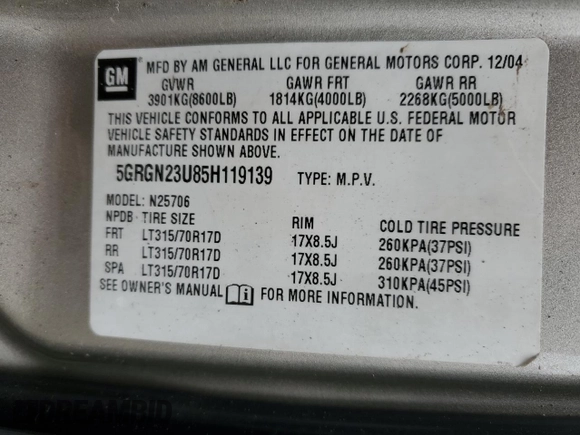 GM
MFD BY AM GENERAL LLC FOR GENERAL MOTORS CORP. 12/04
GVWR GAWR FRT GAWR RR
3901KG(8600LB) 1814KG(4000LB) 2268KG(5000LB)
THIS VEHICLE CONFORMS TO ALL APPLICABLE U.S. FEDERAL MOTOR
VEHICLE SAFETY STANDARDS IN EFFECT ON THE DATE OF
MANUFACTURE SHOWN ABOVE.
5GRGN23U85H119139 TYPE: M.P.V.
MODEL: N25706
NPDB- TIRE SIZE RIM COLD TIRE PRESSURE
FRT LT315/70R17D 17X8.5J 260KPA(37PSI)
RR LT315/70R17D 17X8.5J 260KPA(37PSI)
SPA LT315/70R17D 17X8.5J 310KPA(45PSI)
SEE OWNER'S MANUAL FOR MORE INFORMATION.
DREAMBID